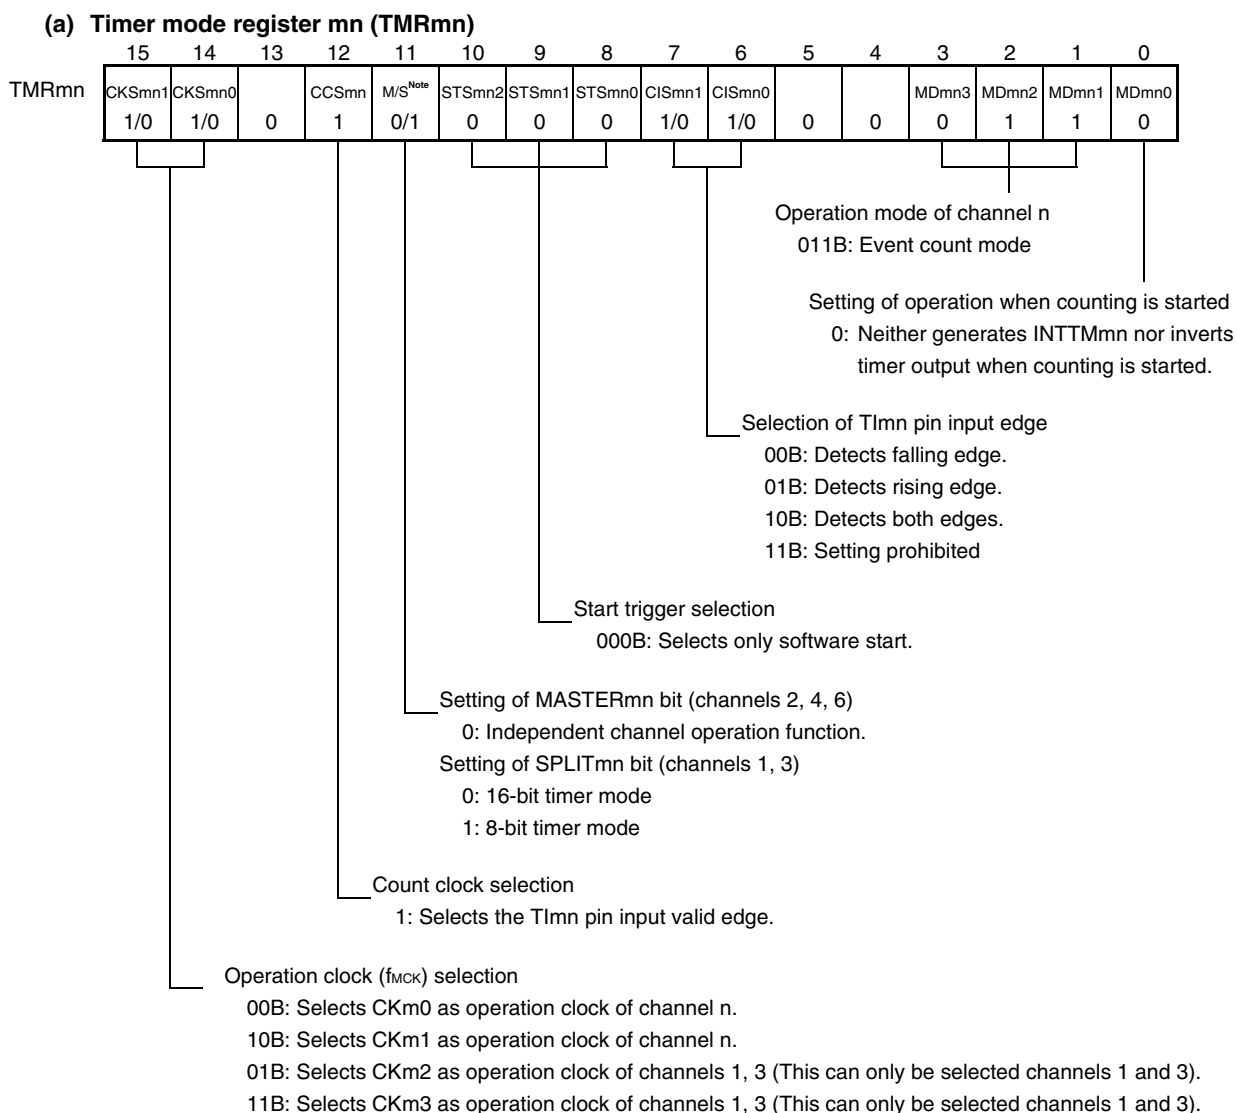 (a) Timer mode register mn (TMRmn)
15 14 13 12 11 10 9 8 7 6 5 4 3 2 1 0
TMRmn CKSmn1 CKSmn0 CCSmn M/S Note STSmn2 STSmn1 STSmn0 CISmn1 CISmn0 MDmn3 MDmn2 MDmn1 MDmn0
1/0 1/0 0 1 0/1 0 0 0 1/0 1/0 0 0 0 1 1 0
Operation mode of channel n
011B: Event count mode
Setting of operation when counting is started
0: Neither generates INTTMmn nor inverts
timer output when counting is started.
Selection of TImn pin input edge
00B: Detects falling edge.
01B: Detects rising edge.
10B: Detects both edges.
11B: Setting prohibited
Start trigger selection
000B: Selects only software start.
Setting of MASTERmn bit (channels 2, 4, 6)
0: Independent channel operation function.
Setting of SPLITmn bit (channels 1, 3)
0: 16-bit timer mode
1: 8-bit timer mode
Count clock selection
1: Selects the TImn pin input valid edge.
Operation clock (fMCK) selection
00B: Selects CKm0 as operation clock of channel n.
10B: Selects CKm1 as operation clock of channel n.
01B: Selects CKm2 as operation clock of channels 1, 3 (This can only be selected channels 1 and 3).
11B: Selects CKm3 as operation clock of channels 1, 3 (This can only be selected channels 1 and 3).